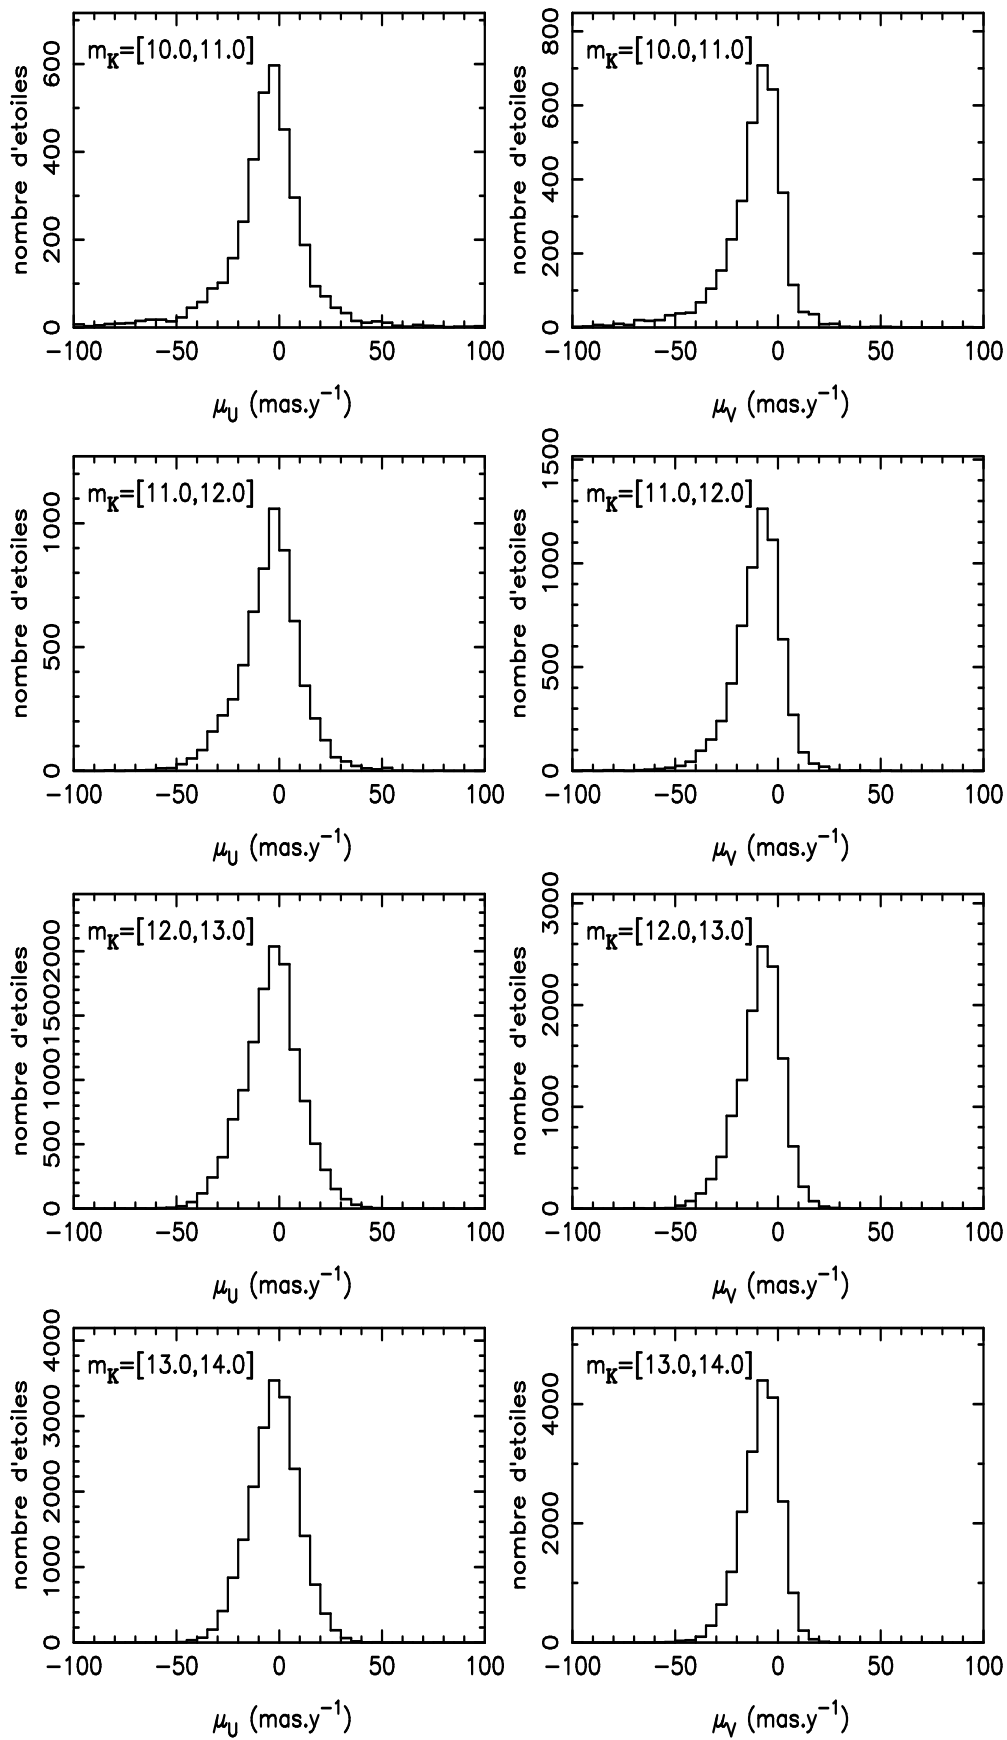 m_K=[10.0,11.0]
nombre d'etoiles
0 200 400 600
−100 −50 0 50 100
μ_U (mas.y⁻¹)
m_K=[10.0,11.0]
nombre d'etoiles
0 200 400 600 800
−100 −50 0 50 100
μ_V (mas.y⁻¹)
m_K=[11.0,12.0]
nombre d'etoiles
0 500 1000
−100 −50 0 50 100
μ_U (mas.y⁻¹)
m_K=[11.0,12.0]
nombre d'etoiles
0 500 1000 1500
−100 −50 0 50 100
μ_V (mas.y⁻¹)
m_K=[12.0,13.0]
nombre d'etoiles
0 500 1000 1500 2000
−100 −50 0 50 100
μ_U (mas.y⁻¹)
m_K=[12.0,13.0]
nombre d'etoiles
0 1000 2000 3000
−100 −50 0 50 100
μ_V (mas.y⁻¹)
m_K=[13.0,14.0]
nombre d'etoiles
0 1000 2000 3000 4000
−100 −50 0 50 100
μ_U (mas.y⁻¹)
m_K=[13.0,14.0]
nombre d'etoiles
0 2000 4000
−100 −50 0 50 100
μ_V (mas.y⁻¹)